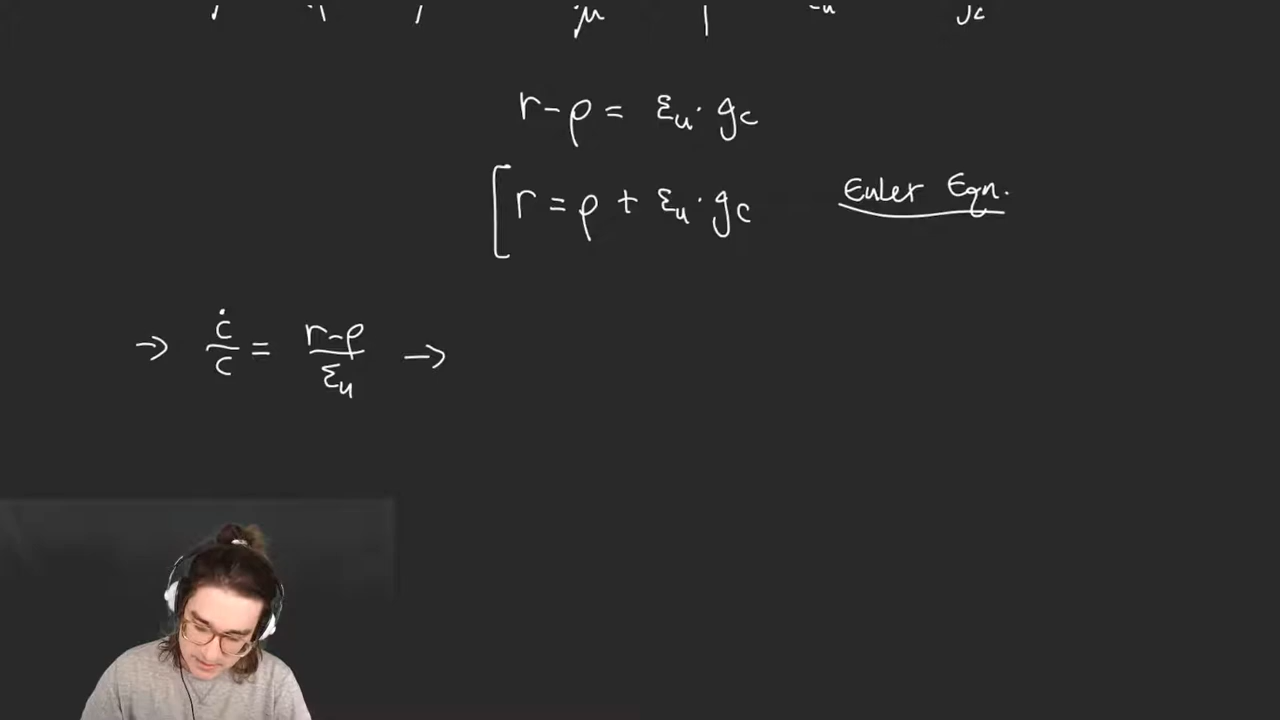 μ
r-ρ = ε_u · g_c
[ r = ρ + ε_u · g_c Euler Eqn.
→ ċ/c = (r-ρ)/ε_u →